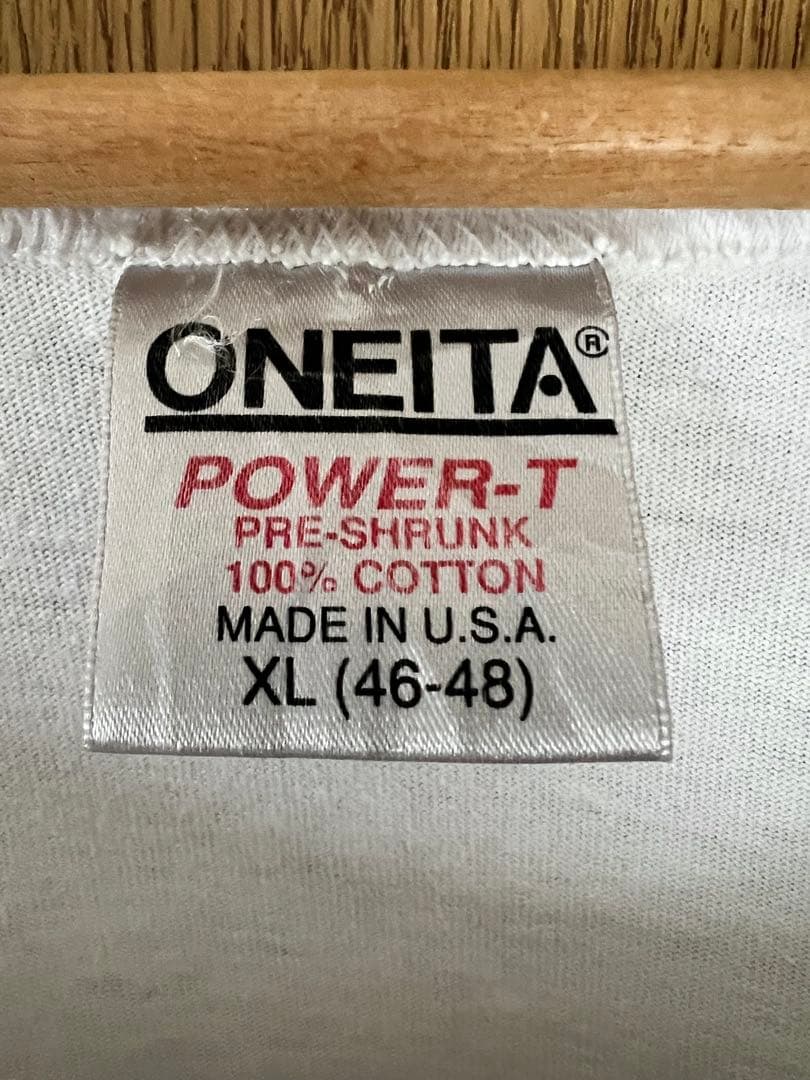 ONEITA®
POWER-T
PRE-SHRUNK
100% COTTON
MADE IN U.S.A.
XL (46-48)